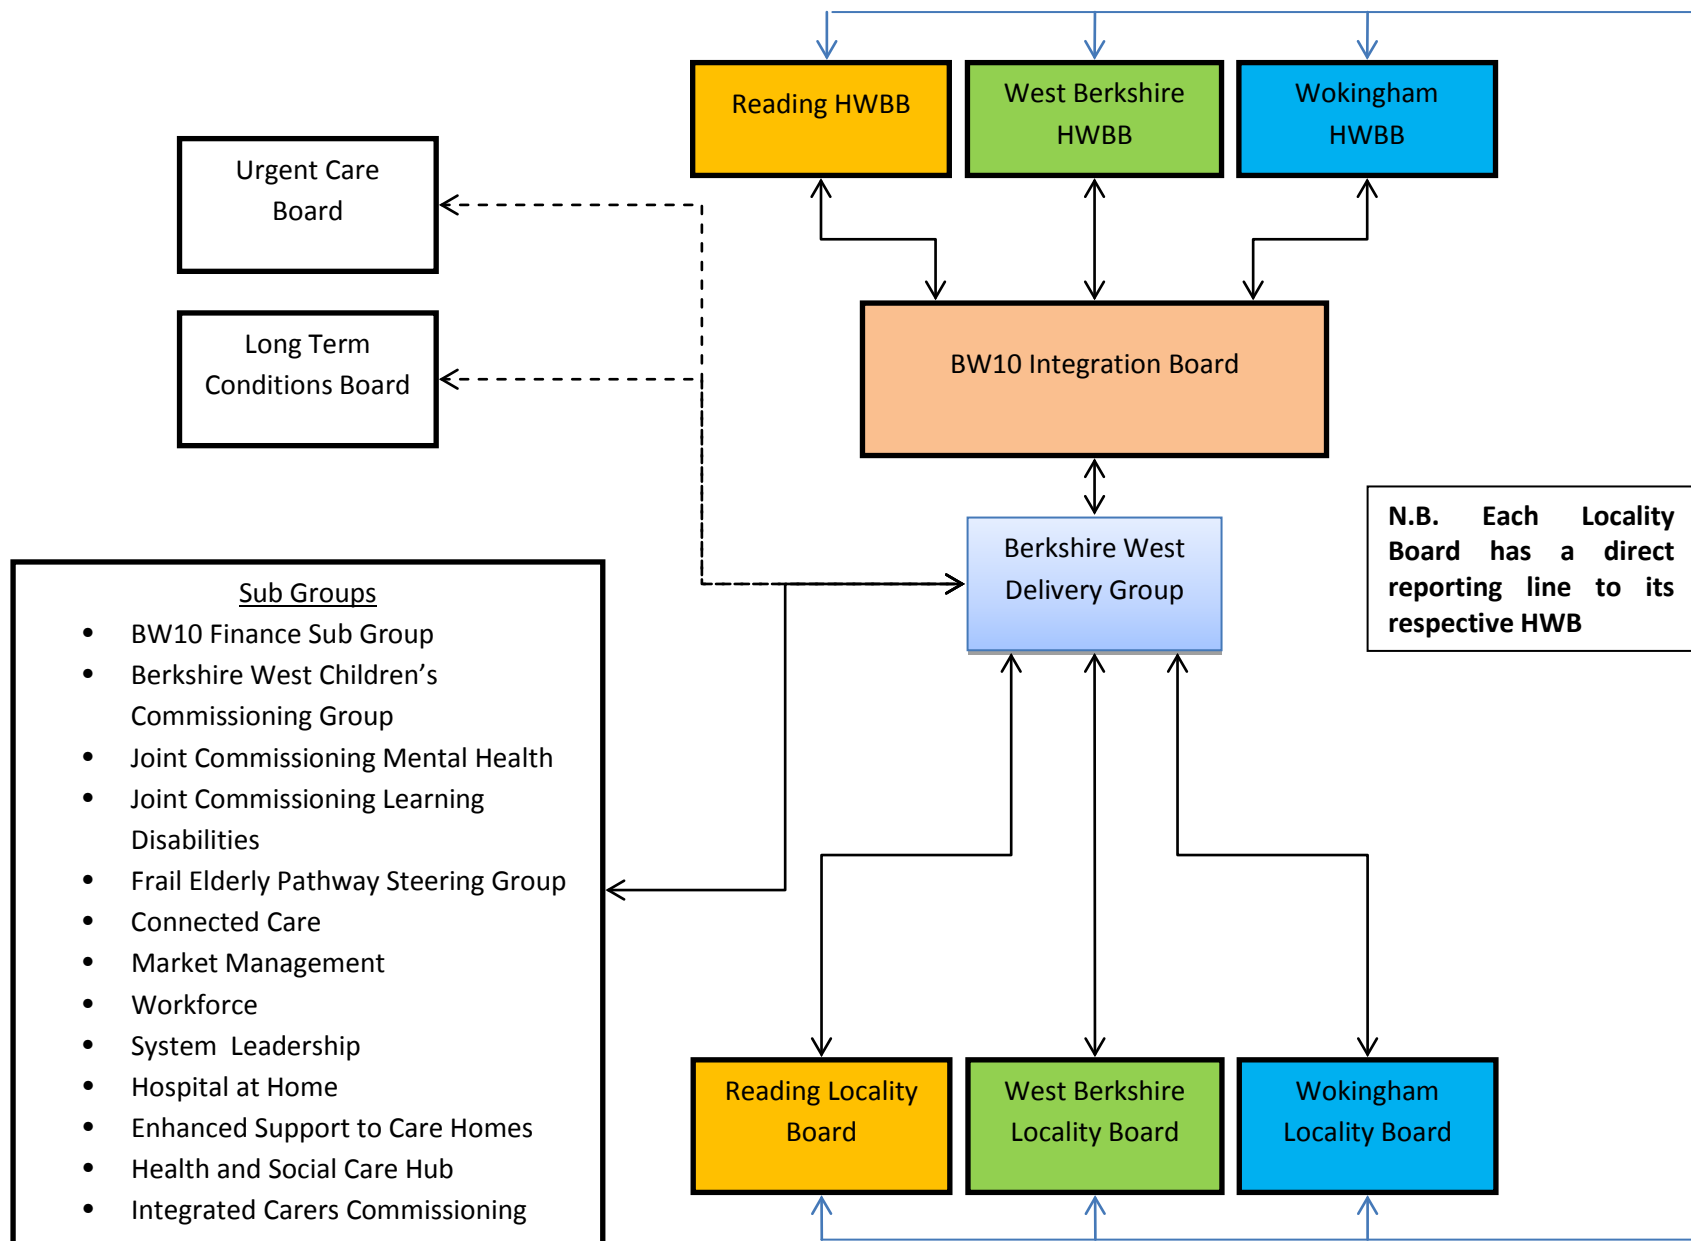 Reading HWBB
West Berkshire
HWBB
Wokingham
HWBB
Urgent Care
Board
Long Term
Conditions Board
BW10 Integration Board
Berkshire West
Delivery Group
N.B. Each Locality
Board has a direct
reporting line to its
respective HWB
Sub Groups
• BW10 Finance Sub Group
• Berkshire West Children’s
Commissioning Group
• Joint Commissioning Mental Health
• Joint Commissioning Learning
Disabilities
• Frail Elderly Pathway Steering Group
• Connected Care
• Market Management
• Workforce
• System Leadership
• Hospital at Home
• Enhanced Support to Care Homes
• Health and Social Care Hub
• Integrated Carers Commissioning
Reading Locality
Board
West Berkshire
Locality Board
Wokingham
Locality Board